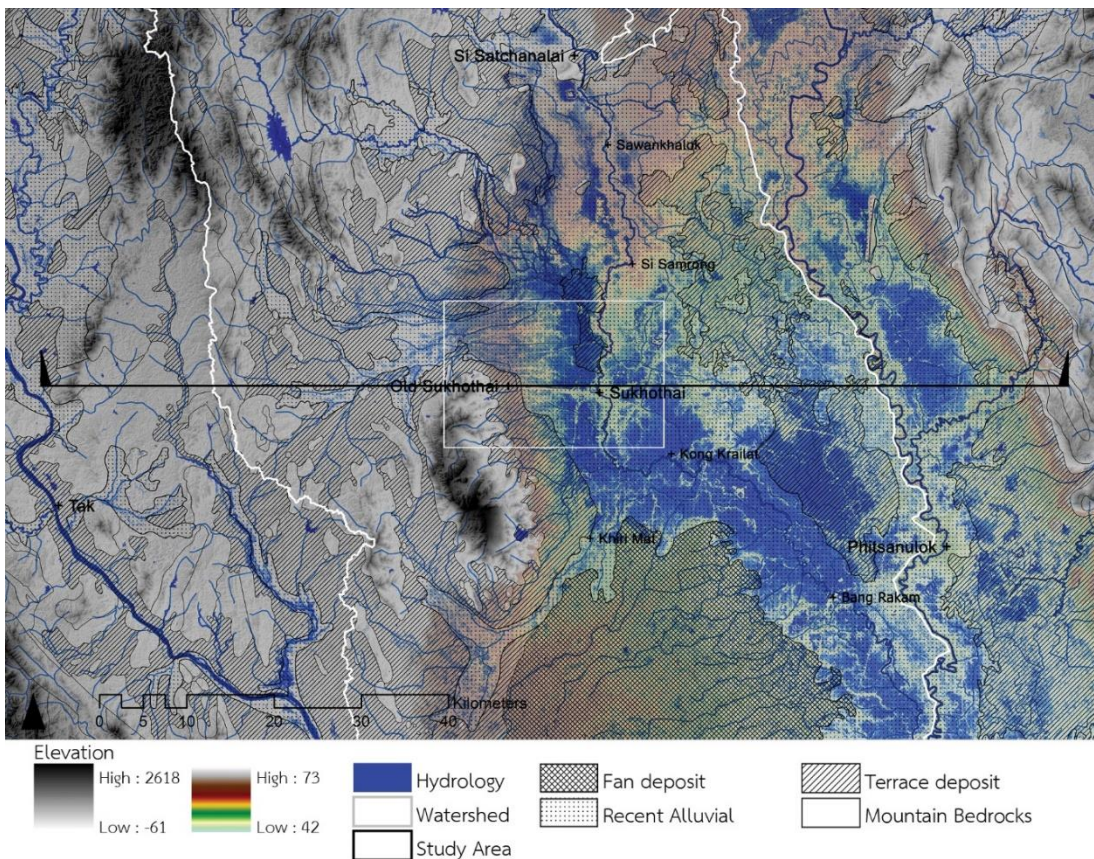 Si Satchanalai
Sawankhalok
Si Samrong
Old Sukhothai
Sukhothai
Kong Krailat
Tak
Khiri Mat
Phitsanulok
Bang Rakam
Kilometers
0 5 10 20 30 40
Elevation
High : 2618
Low : -61
High : 73
Low : 42
Hydrology
Watershed
Study Area
Fan deposit
Recent Alluvial
Terrace deposit
Mountain Bedrocks